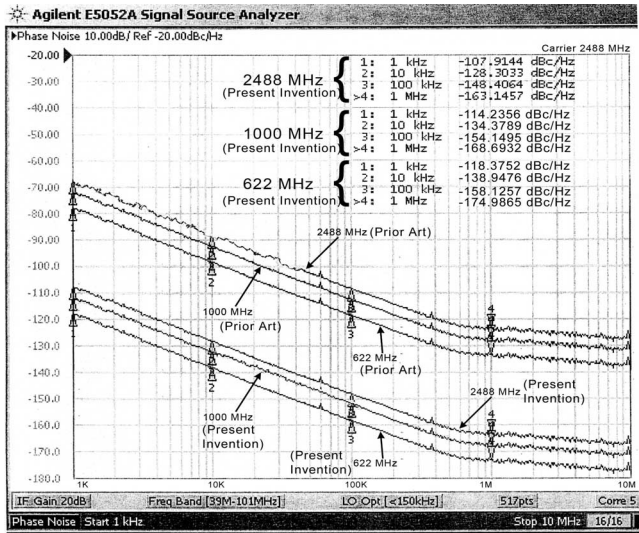 Agilent E5052A Signal Source Analyzer
▶Phase Noise 10.00dB/ Ref -20.00dBc/Hz
Carrier 2488 MHz
-20.00
-30.00
-40.00
-50.00
-60.00
-70.00
-80.00
-90.00
-100.0
-110.0
-120.0
-130.0
-140.0
-150.0
-160.0
-170.0
-180.0
2488 MHz
(Present Invention)
1: 1 kHz -107.9144 dBc/Hz
2: 10 kHz -128.3033 dBc/Hz
3: 100 kHz -148.4064 dBc/Hz
>4: 1 MHz -163.1457 dBc/Hz
1000 MHz
(Present Invention)
1: 1 kHz -114.2356 dBc/Hz
2: 10 kHz -134.3789 dBc/Hz
3: 100 kHz -154.1495 dBc/Hz
>4: 1 MHz -168.6932 dBc/Hz
622 MHz
(Present Invention)
1: 1 kHz -118.3752 dBc/Hz
2: 10 kHz -138.9476 dBc/Hz
3: 100 kHz -158.1257 dBc/Hz
>4: 1 MHz -174.9865 dBc/Hz
2488 MHz (Prior Art)
2
1000 MHz
(Prior Art)
3
622 MHz
(Prior Art)
4
2
1000 MHz
(Present
Invention)
3
(Present
Invention) 622 MHz
2488 MHz (Present
Invention)
4
1K 10K 100K 1M 10M
IF Gain 20dB Freq Band [39M-101MHz] LO Opt [<150kHz] 517pts Corre 5
Phase Noise Start 1 kHz Stop 10 MHz 16/16